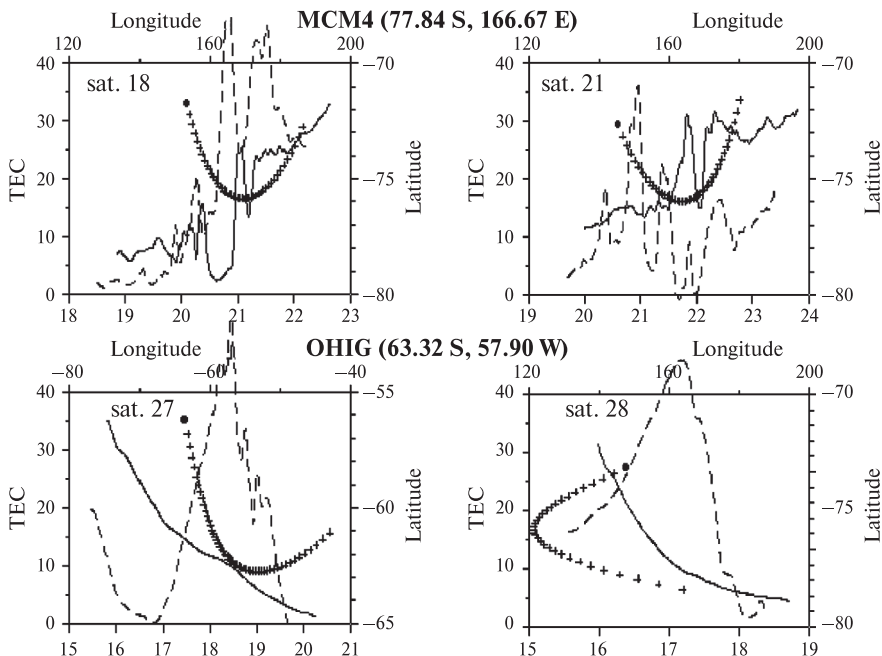 MCM4 (77.84 S, 166.67 E)
Longitude
Longitude
120 160 200
120 160 200
sat. 18
sat. 21
TEC
40
30
20
10
0
–70
–75
–80
Latitude
18 19 20 21 22 23
TEC
40
30
20
10
0
–70
–75
–80
Latitude
19 20 21 22 23 24
OHIG (63.32 S, 57.90 W)
Longitude
Longitude
–80 –60 –40
120 160 200
sat. 27
sat. 28
TEC
40
30
20
10
0
–55
–60
–65
Latitude
15 16 17 18 19 20 21
TEC
40
30
20
10
0
–70
–75
–80
Latitude
15 16 17 18 19